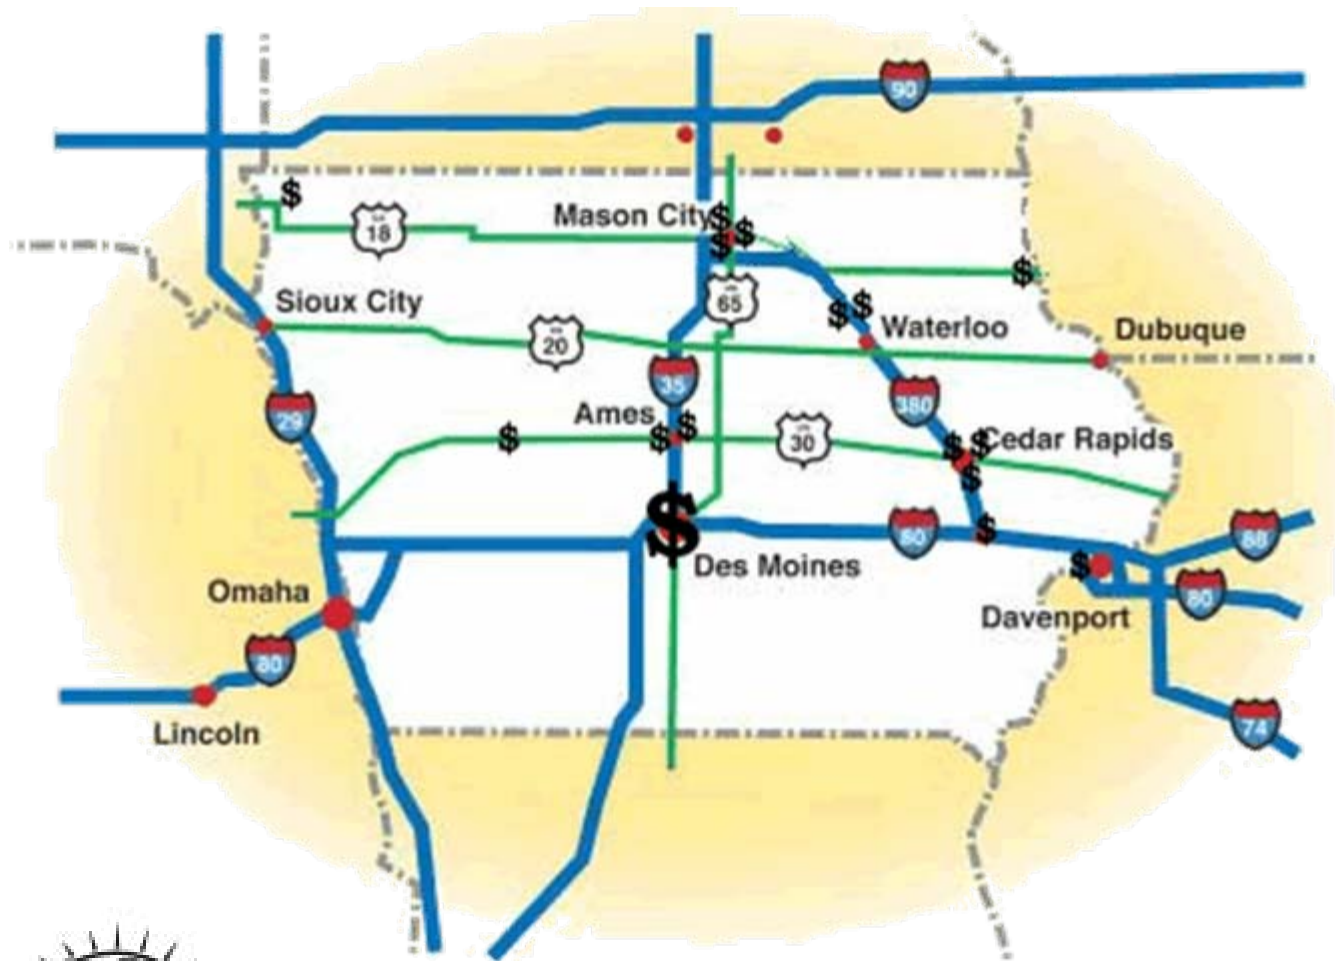 90
$
Mason City
$
$
$
18
$
65
Sioux City
$
$
Waterloo
Dubuque
20
35
29
380
Ames
$
$
$
30
$
$
Cedar Rapids
$
$
Des Moines
80
$
88
$
Omaha
80
Davenport
80
Lincoln
74